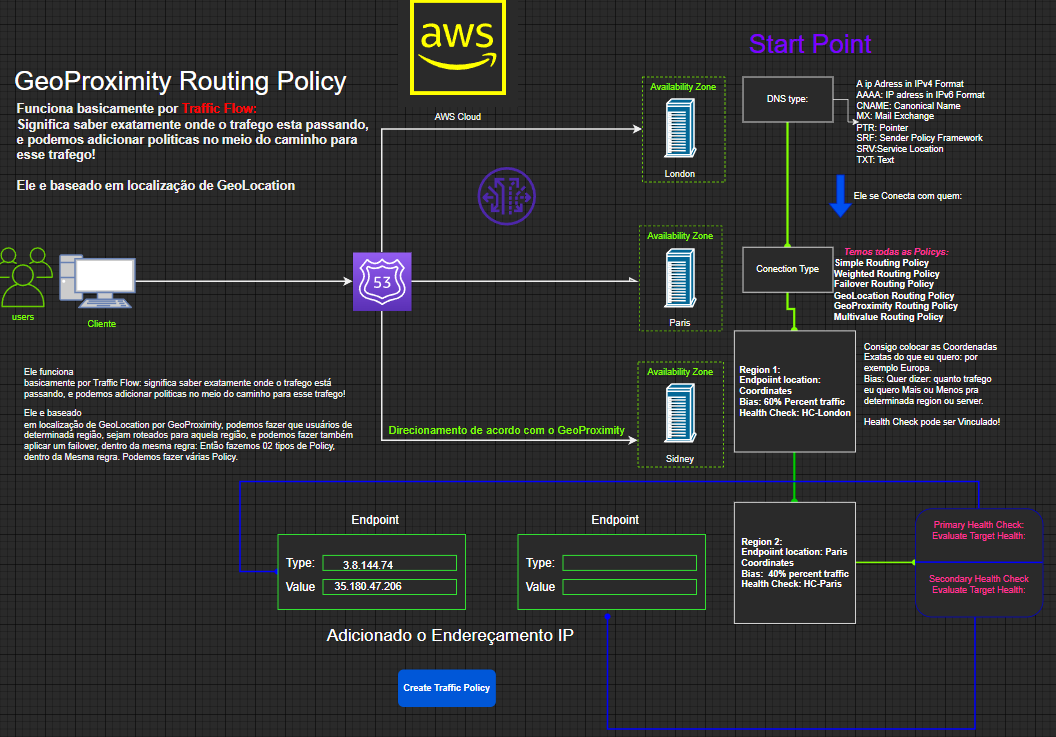 aws
Start Point
GeoProximity Routing Policy
Funciona basicamente por Traffic Flow:
Significa saber exatamente onde o trafego esta passando,
e podemos adicionar politicas no meio do caminho para
esse trafego!
Ele e baseado em localização de GeoLocation
AWS Cloud
Availability Zone
London
DNS type:
A ip Adress in IPv4 Format
AAAA: IP adress in IPv6 Format
CNAME: Canonical Name
MX: Mail Exchange
PTR: Pointer
SRF: Sender Policy Framework
SRV:Service Location
TXT: Text
Ele se Conecta com quem:
Availability Zone
Paris
Conection Type
Temos todas as Policys:
Simple Routing Policy
Weighted Routing Policy
Failover Routing Policy
GeoLocation Routing Policy
GeoProximity Routing Policy
Multivalue Routing Policy
users
Cliente
53
Ele funciona
basicamente por Traffic Flow: significa saber exatamente onde o trafego está
passando, e podemos adicionar politicas no meio do caminho para esse trafego!
Ele e baseado
em localização de GeoLocation por GeoProximity, podemos fazer que usuários de
determinada região, sejam roteados para aquela região, e podemos fazer também
aplicar um failover, dentro da mesma regra: Então fazemos 02 tipos de Policy,
dentro da Mesma regra. Podemos fazer várias Policy.
Direcionamento de acordo com o GeoProximity
Availability Zone
Sidney
Region 1:
Endpoiint location:
Coordinates
Bias: 60% Percent traffic
Health Check: HC-London
Consigo colocar as Coordenadas
Exatas do que eu quero: por
exemplo Europa.
Bias: Quer dizer: quanto trafego
eu quero Mais ou Menos pra
determinada region ou server.
Health Check pode ser Vinculado!
Endpoint
Type: 3.8.144.74
Value 35.180.47.206
Endpoint
Type:
Value
Adicionado o Endereçamento IP
Create Traffic Policy
Region 2:
Endpoiint location: Paris
Coordinates
Bias: 40% percent traffic
Health Check: HC-Paris
Primary Health Check:
Evaluate Target Health:
Secondary Health Check
Evaluate Target Health: